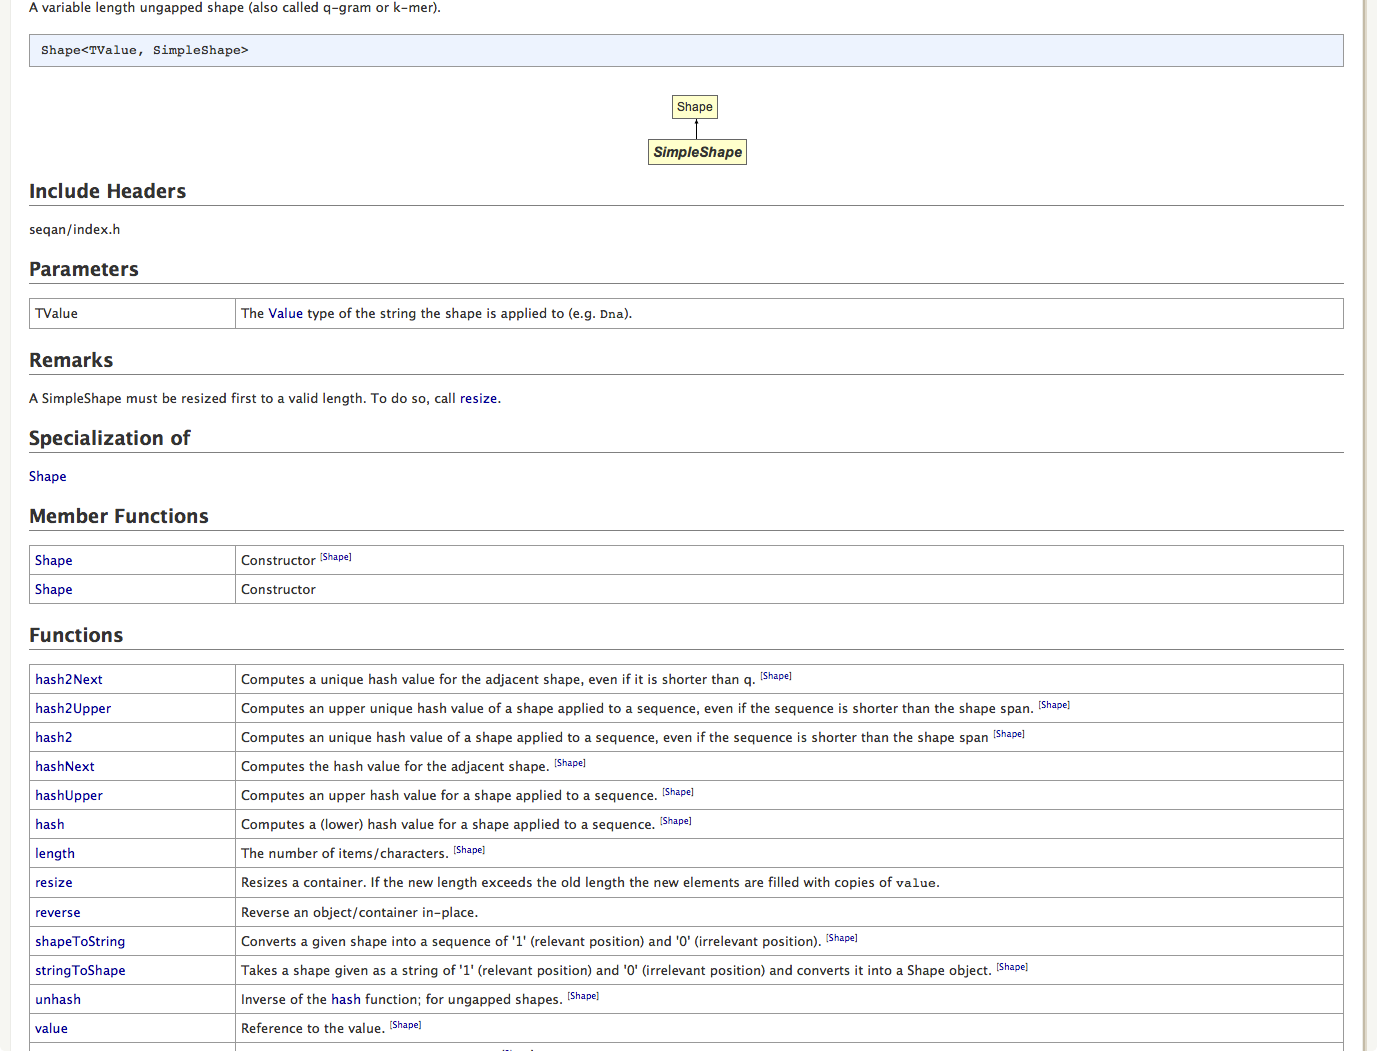 A variable length ungapped shape (also called q-gram or k-mer).
Shape<TValue, SimpleShape>
Shape
SimpleShape
Include Headers
seqan/index.h
Parameters
TValue The Value type of the string the shape is applied to (e.g. Dna).
Remarks
A SimpleShape must be resized first to a valid length. To do so, call resize.
Specialization of
Shape
Member Functions
Shape Constructor [Shape]
Shape Constructor
Functions
hash2Next Computes a unique hash value for the adjacent shape, even if it is shorter than q. [Shape]
hash2Upper Computes an upper unique hash value of a shape applied to a sequence, even if the sequence is shorter than the shape span. [Shape]
hash2 Computes an unique hash value of a shape applied to a sequence, even if the sequence is shorter than the shape span [Shape]
hashNext Computes the hash value for the adjacent shape. [Shape]
hashUpper Computes an upper hash value for a shape applied to a sequence. [Shape]
hash Computes a (lower) hash value for a shape applied to a sequence. [Shape]
length The number of items/characters. [Shape]
resize Resizes a container. If the new length exceeds the old length the new elements are filled with copies of value.
reverse Reverse an object/container in-place.
shapeToString Converts a given shape into a sequence of '1' (relevant position) and '0' (irrelevant position). [Shape]
stringToShape Takes a shape given as a string of '1' (relevant position) and '0' (irrelevant position) and converts it into a Shape object. [Shape]
unhash Inverse of the hash function; for ungapped shapes. [Shape]
value Reference to the value. [Shape]